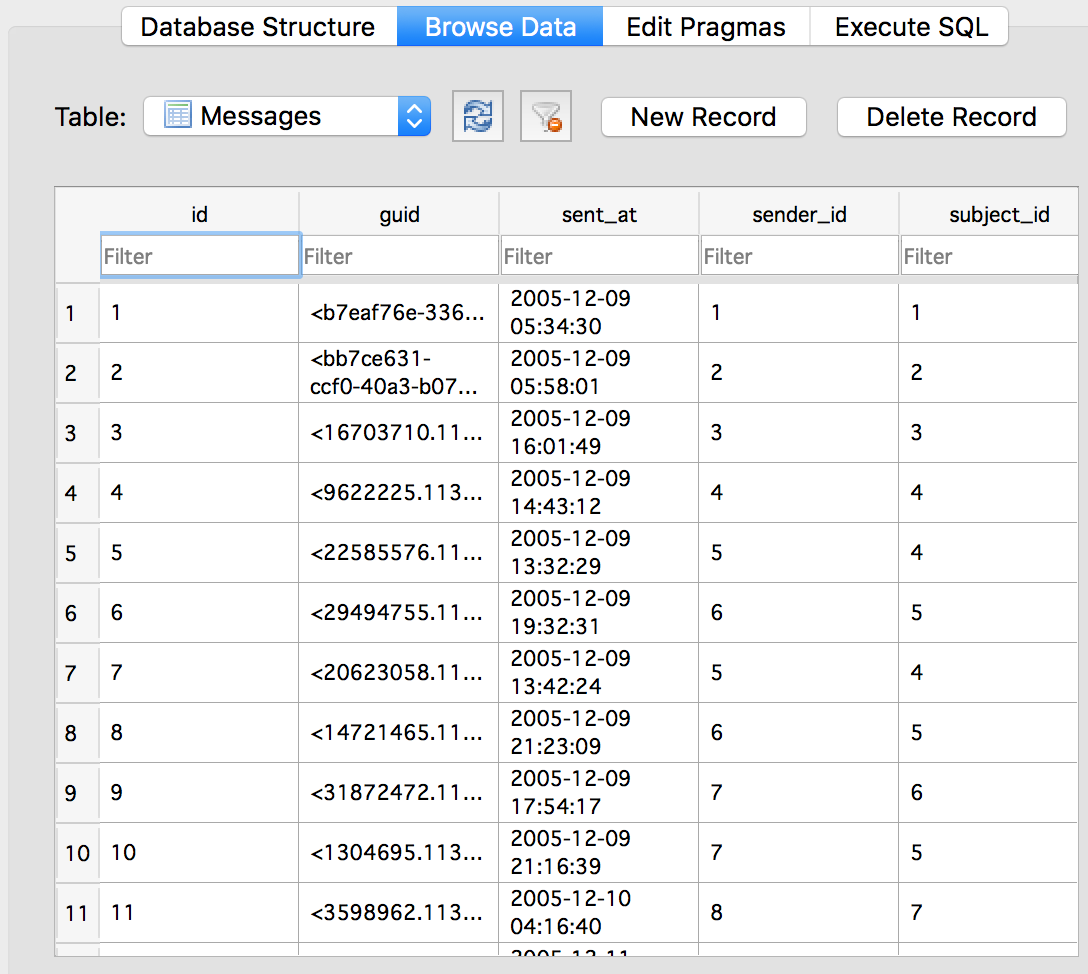 Database Structure Browse Data Edit Pragmas Execute SQL
Table: Messages New Record Delete Record
id guid sent_at sender_id subject_id
Filter Filter Filter Filter Filter
1 1 <b7eaf76e-336... 2005-12-09 05:34:30 1 1
2 2 <bb7ce631-ccf0-40a3-b07... 2005-12-09 05:58:01 2 2
3 3 <16703710.11... 2005-12-09 16:01:49 3 3
4 4 <9622225.113... 2005-12-09 14:43:12 4 4
5 5 <22585576.11... 2005-12-09 13:32:29 5 4
6 6 <29494755.11... 2005-12-09 19:32:31 6 5
7 7 <20623058.11... 2005-12-09 13:42:24 5 4
8 8 <14721465.11... 2005-12-09 21:23:09 6 5
9 9 <31872472.11... 2005-12-09 17:54:17 7 6
10 10 <1304695.113... 2005-12-09 21:16:39 7 5
11 11 <3598962.113... 2005-12-10 04:16:40 8 7